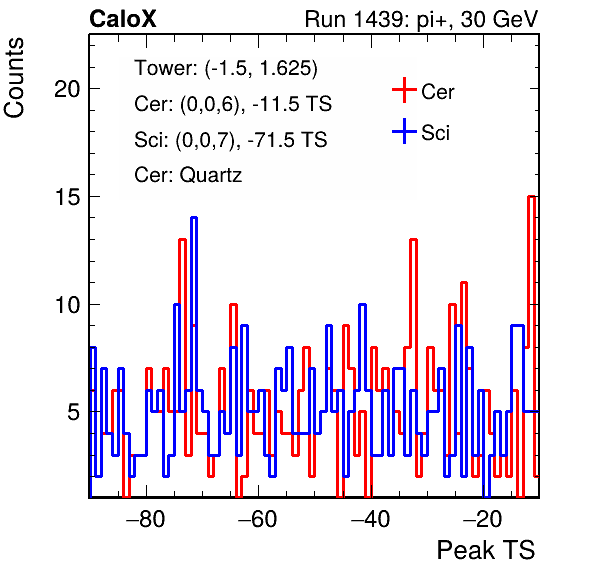 CaloX Run 1439: pi+, 30 GeV
Counts
Tower: (-1.5, 1.625)
Cer: (0,0,6), -11.5 TS
Sci: (0,0,7), -71.5 TS
Cer: Quartz
Cer
Sci
20
15
10
5
−80 −60 −40 −20
Peak TS